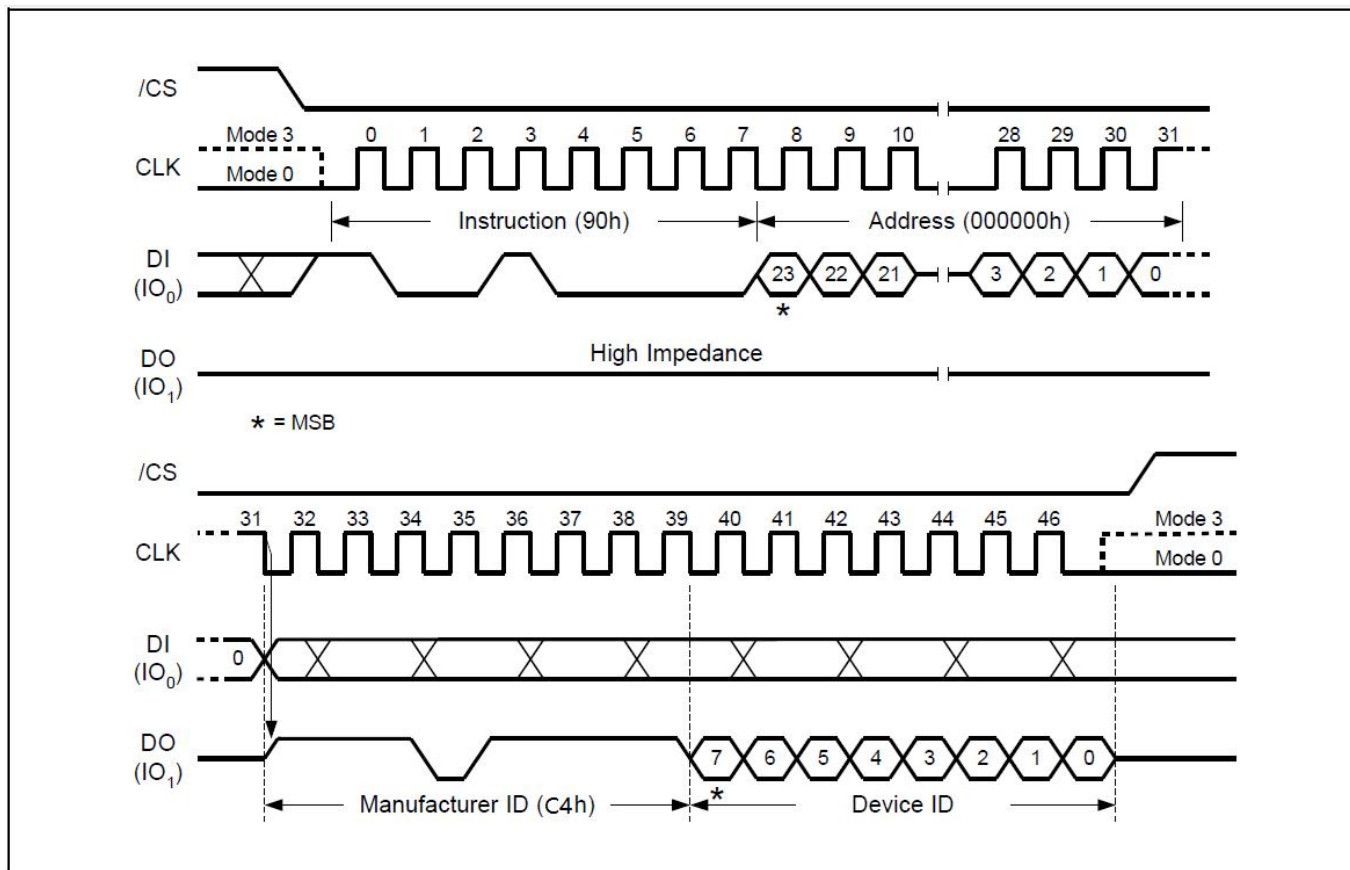 /CS
Mode 3 0 1 2 3 4 5 6 7 8 9 10 28 29 30 31
CLK
Mode 0
Instruction (90h) Address (000000h)
DI
(IO0) 23 22 21 3 2 1 0
*
High Impedance
DO
(IO1)
* = MSB
/CS
31 32 33 34 35 36 37 38 39 40 41 42 43 44 45 46 Mode 3
CLK
Mode 0
DI
(IO0) 0
DO
(IO1) 7 6 5 4 3 2 1 0
*
Manufacturer ID (C4h) Device ID